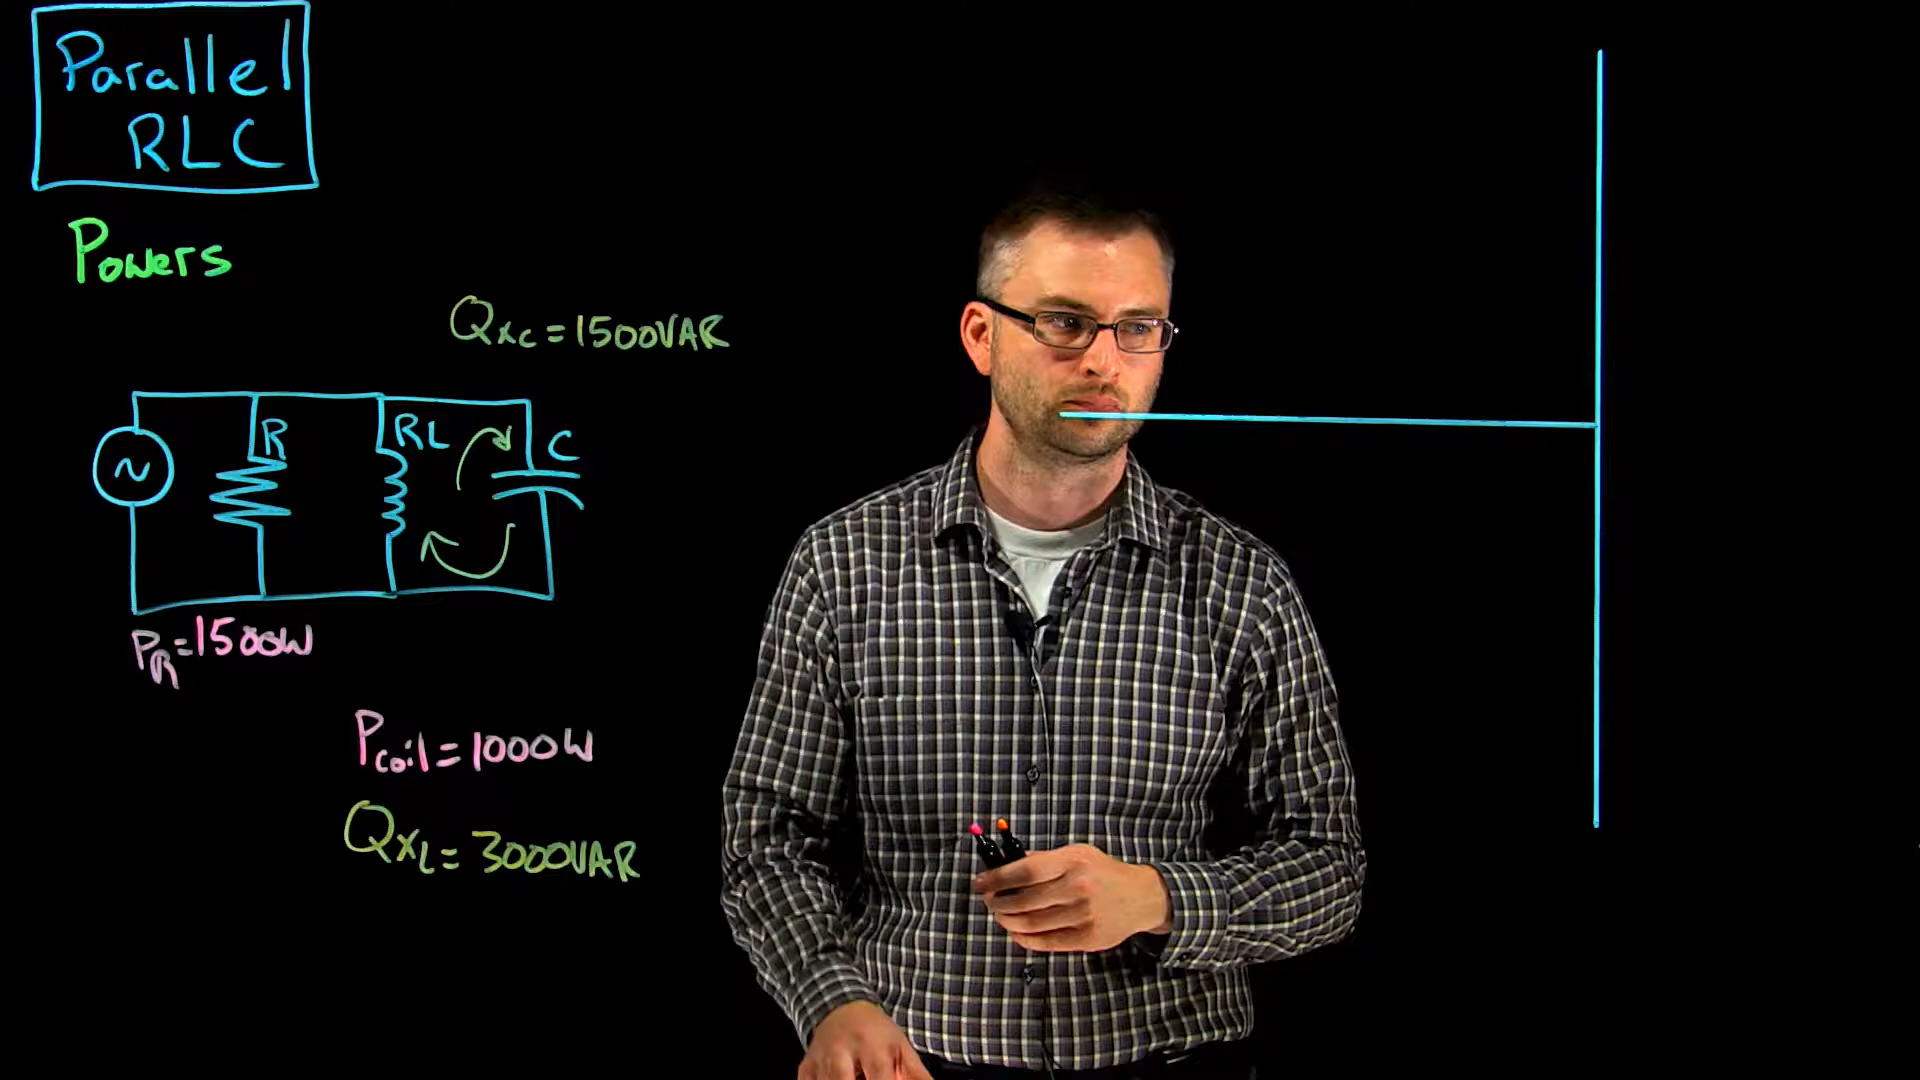 Parallel
RLC
Powers
Qxc = 1500VAR
R
RL
C
PR = 1500W
Pcoil = 1000W
QXL = 3000VAR